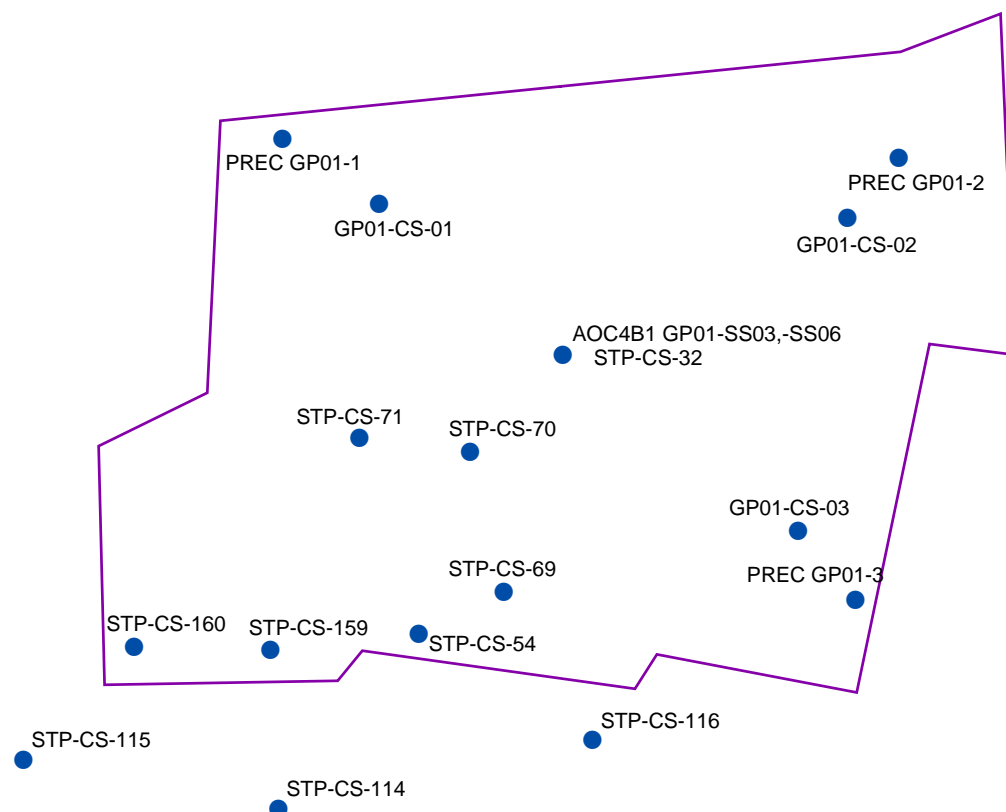 PREC GP01-1
PREC GP01-2
GP01-CS-01
GP01-CS-02
AOC4B1 GP01-SS03,-SS06
STP-CS-32
STP-CS-71
STP-CS-70
GP01-CS-03
STP-CS-69
PREC GP01-3
STP-CS-160
STP-CS-159
STP-CS-54
STP-CS-116
STP-CS-115
STP-CS-114